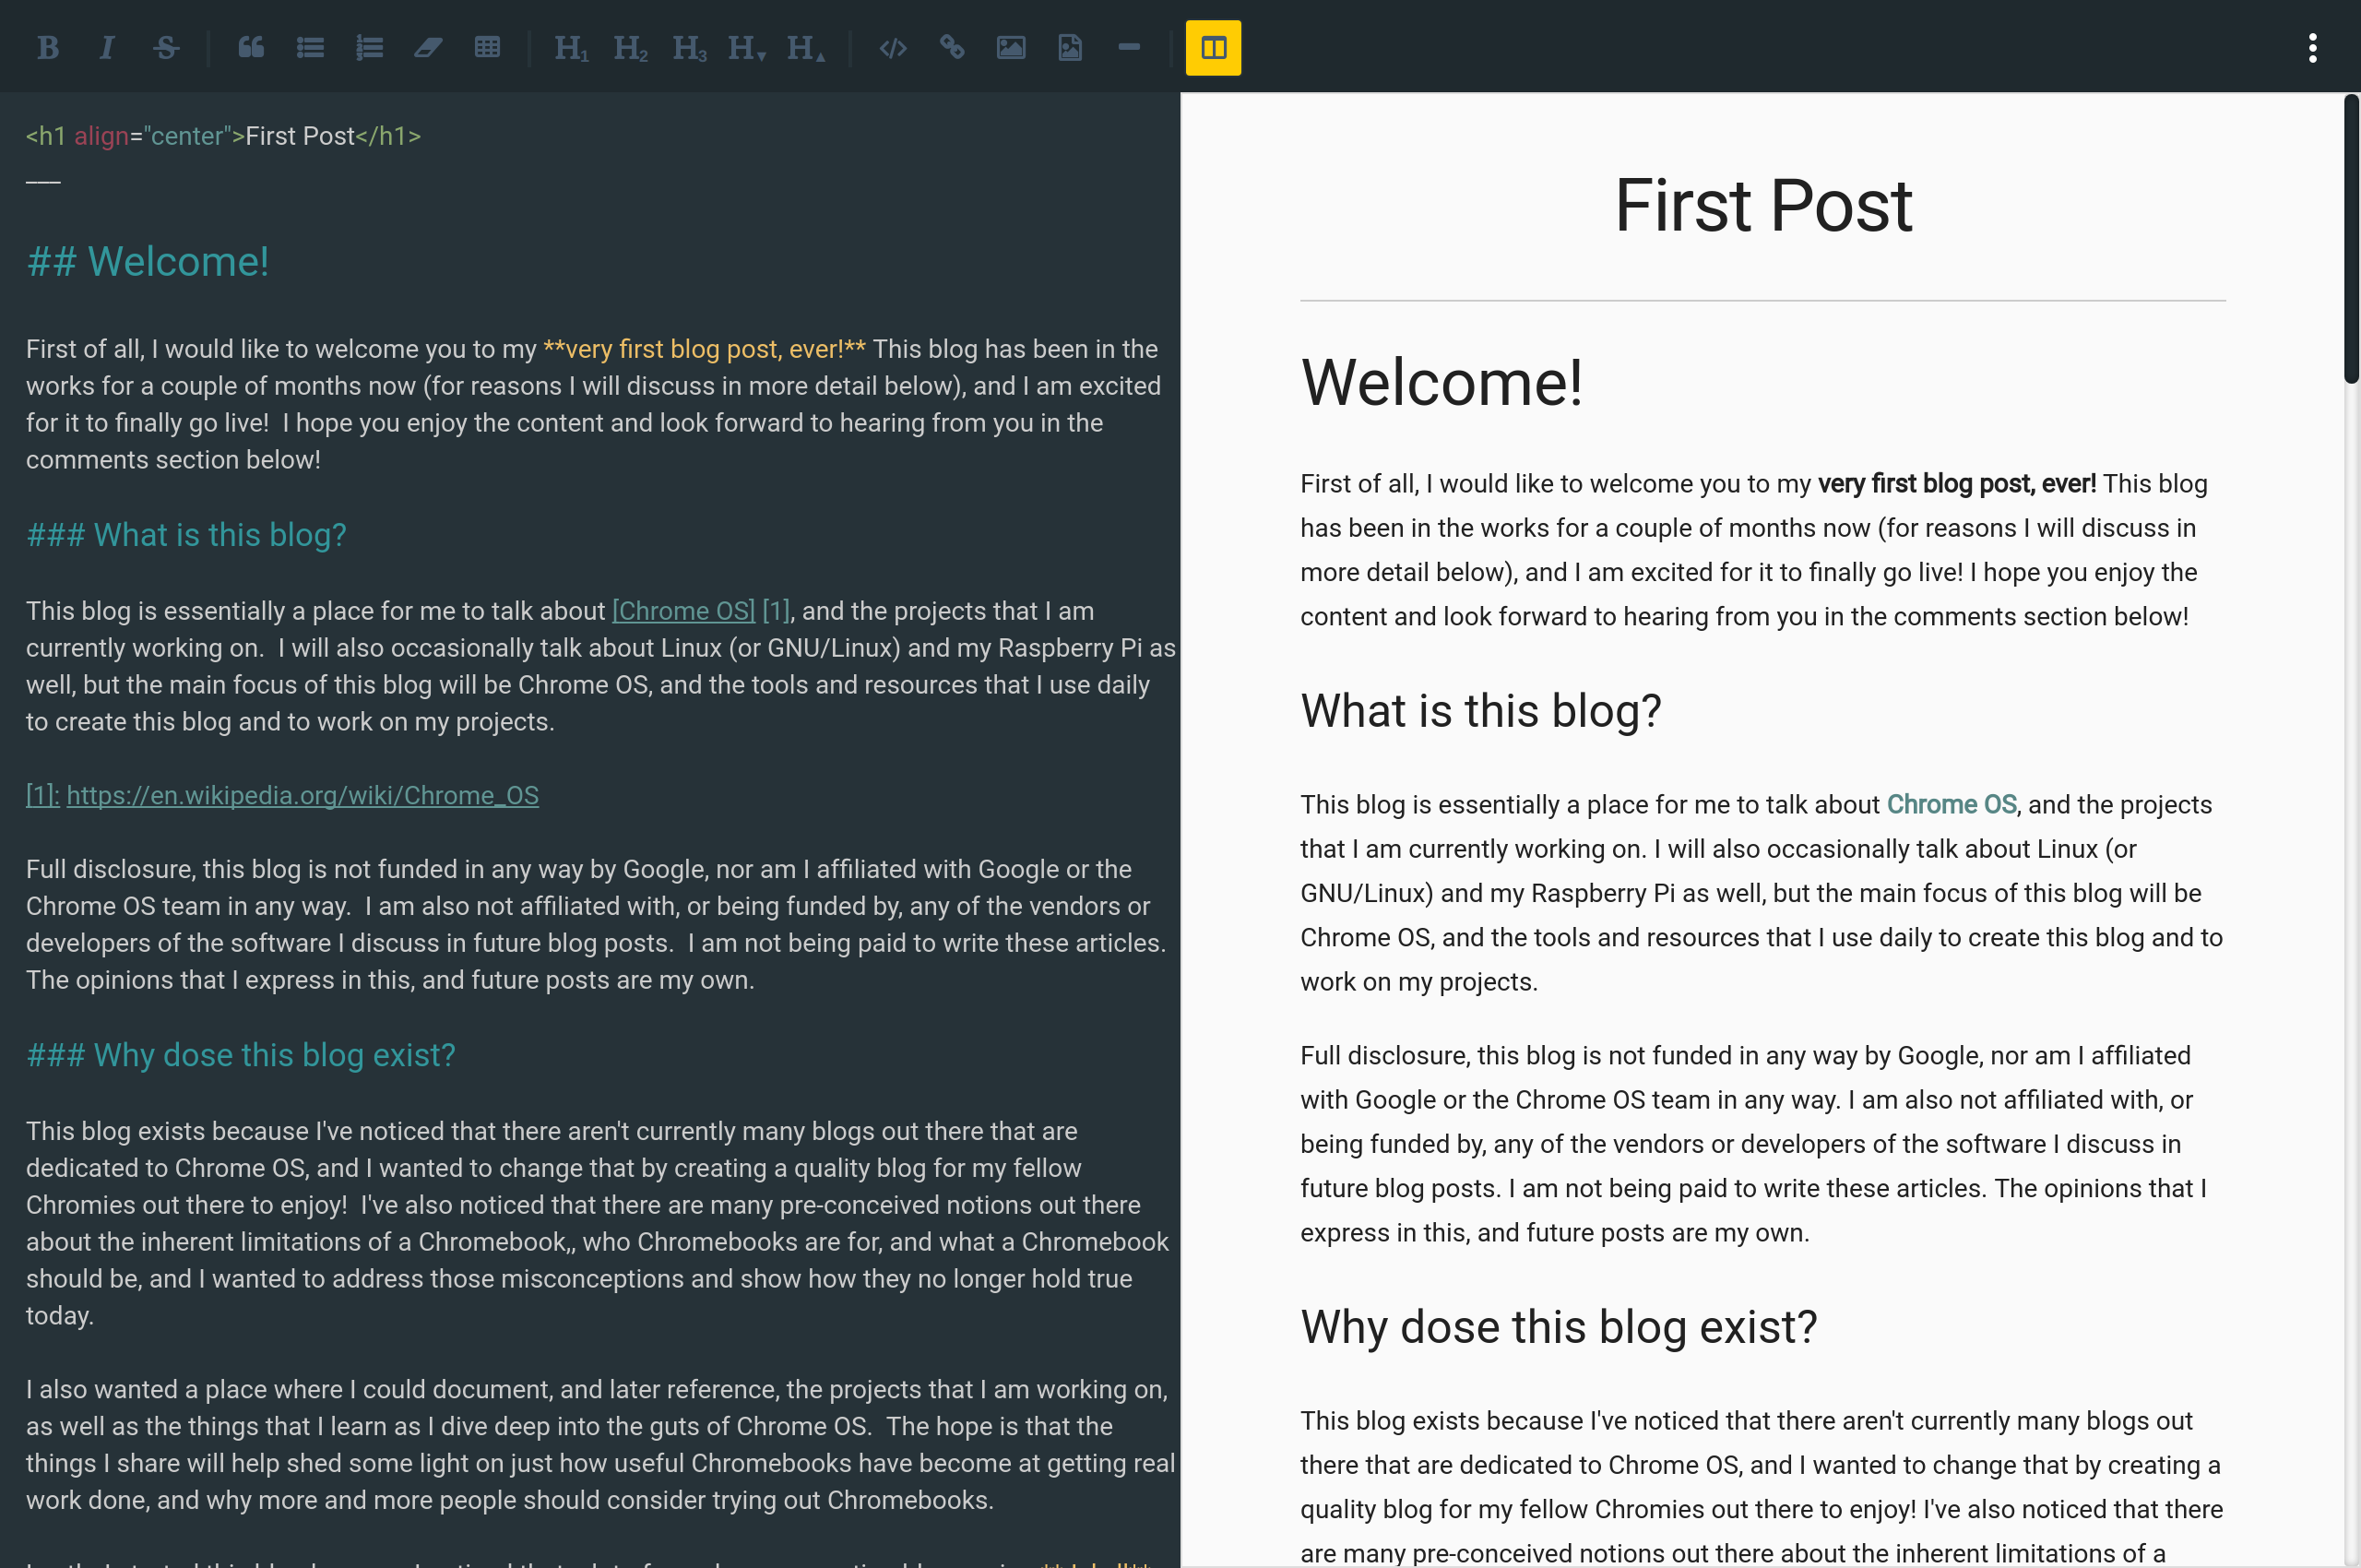 B I S H1 H2 H3 H▼ H▲
<h1 align="center">First Post</h1>
___
## Welcome!
First of all, I would like to welcome you to my **very first blog post, ever!** This blog has been in the
works for a couple of months now (for reasons I will discuss in more detail below), and I am excited
for it to finally go live!  I hope you enjoy the content and look forward to hearing from you in the
comments section below!
### What is this blog?
This blog is essentially a place for me to talk about [Chrome OS] [1], and the projects that I am
currently working on.  I will also occasionally talk about Linux (or GNU/Linux) and my Raspberry Pi as
well, but the main focus of this blog will be Chrome OS, and the tools and resources that I use daily
to create this blog and to work on my projects.
[1]: https://en.wikipedia.org/wiki/Chrome_OS
Full disclosure, this blog is not funded in any way by Google, nor am I affiliated with Google or the
Chrome OS team in any way.  I am also not affiliated with, or being funded by, any of the vendors or
developers of the software I discuss in future blog posts.  I am not being paid to write these articles.
The opinions that I express in this, and future posts are my own.
### Why dose this blog exist?
This blog exists because I've noticed that there aren't currently many blogs out there that are
dedicated to Chrome OS, and I wanted to change that by creating a quality blog for my fellow
Chromies out there to enjoy!  I've also noticed that there are many pre-conceived notions out there
about the inherent limitations of a Chromebook,, who Chromebooks are for, and what a Chromebook
should be, and I wanted to address those misconceptions and show how they no longer hold true
today.
I also wanted a place where I could document, and later reference, the projects that I am working on,
as well as the things that I learn as I dive deep into the guts of Chrome OS.  The hope is that the
things I share will help shed some light on just how useful Chromebooks have become at getting real
work done, and why more and more people should consider trying out Chromebooks.
First Post
Welcome!
First of all, I would like to welcome you to my very first blog post, ever! This blog
has been in the works for a couple of months now (for reasons I will discuss in
more detail below), and I am excited for it to finally go live! I hope you enjoy the
content and look forward to hearing from you in the comments section below!
What is this blog?
This blog is essentially a place for me to talk about Chrome OS, and the projects
that I am currently working on. I will also occasionally talk about Linux (or
GNU/Linux) and my Raspberry Pi as well, but the main focus of this blog will be
Chrome OS, and the tools and resources that I use daily to create this blog and to
work on my projects.
Full disclosure, this blog is not funded in any way by Google, nor am I affiliated
with Google or the Chrome OS team in any way. I am also not affiliated with, or
being funded by, any of the vendors or developers of the software I discuss in
future blog posts. I am not being paid to write these articles. The opinions that I
express in this, and future posts are my own.
Why dose this blog exist?
This blog exists because I've noticed that there aren't currently many blogs out
there that are dedicated to Chrome OS, and I wanted to change that by creating a
quality blog for my fellow Chromies out there to enjoy! I've also noticed that there
are many pre-conceived notions out there about the inherent limitations of a